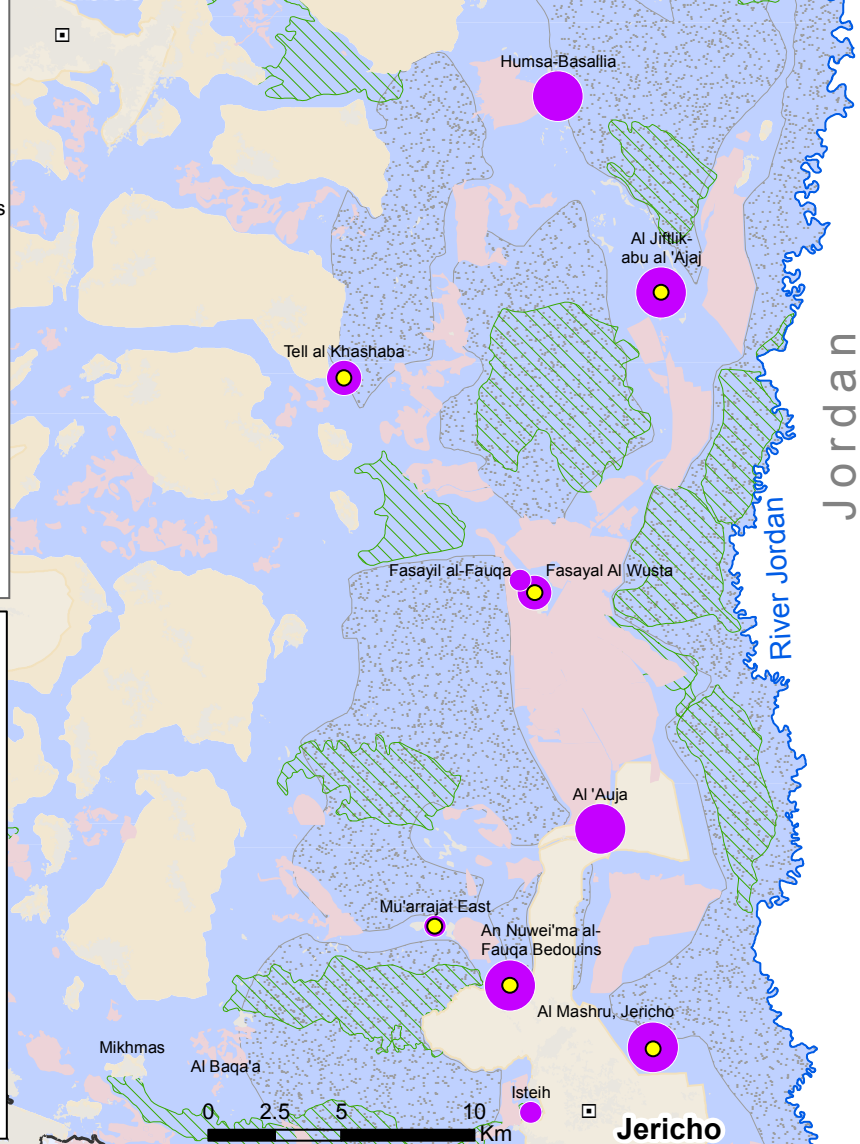 Humsa-Basallia
s
Al Jiftlik-
abu al 'Ajaj
Jordan
Tell al Khashaba
River Jordan
Fasayil al-Fauqa
Fasayal Al Wusta
Al 'Auja
Mu'arrajat East
An Nuwei'ma al-
Fauqa Bedouins
Al Mashru, Jericho
Mikhmas
Al Baqa'a
Isteih
0 2.5 5 10
Km
Jericho